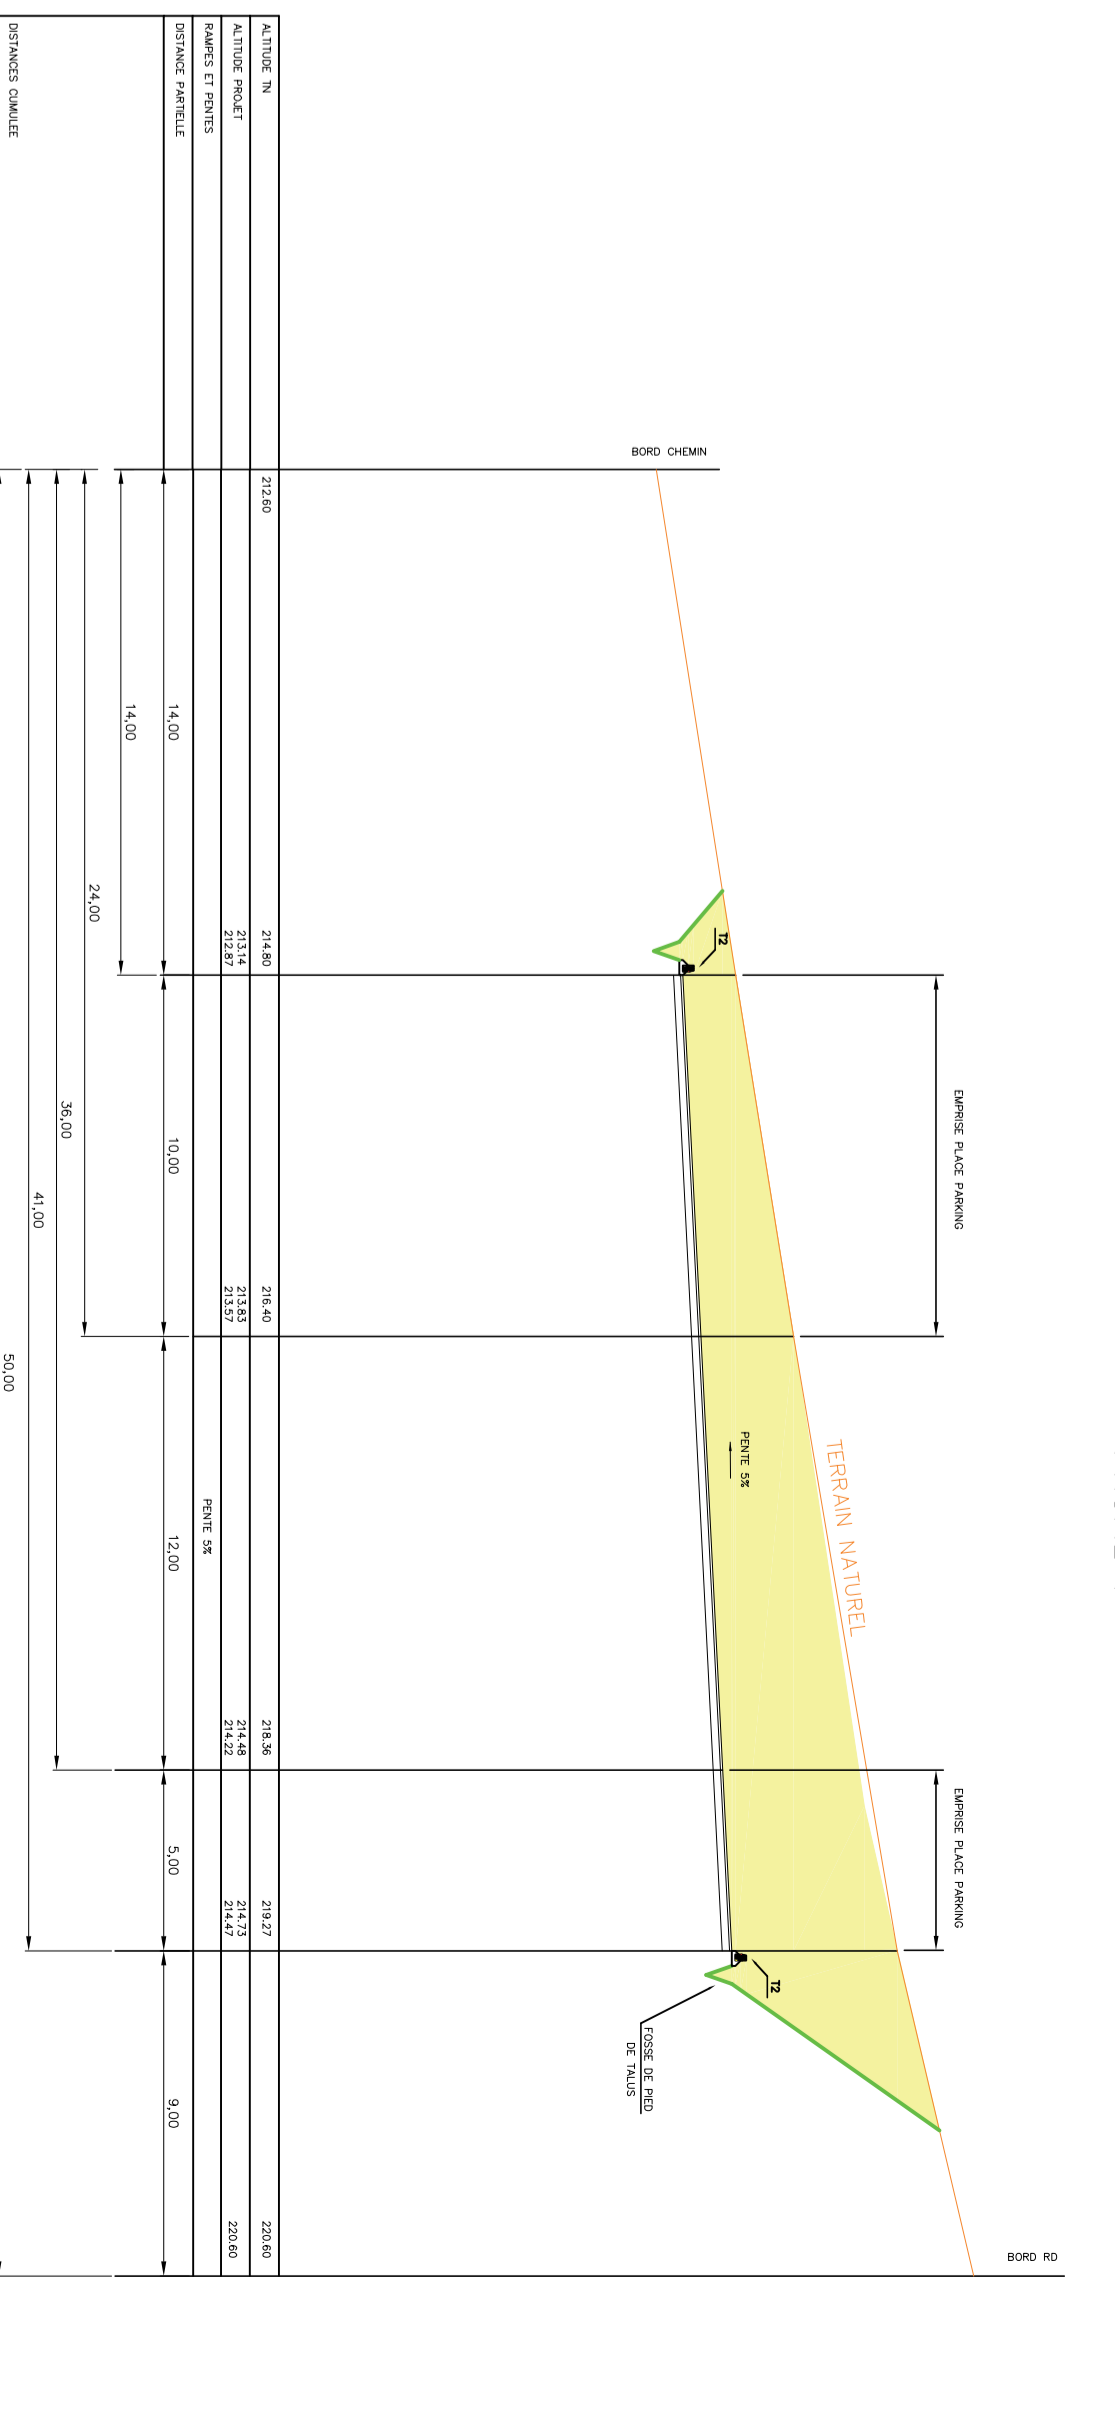 BORD CHEMIN
BORD RD
EMPRISE PLACE PARKING
EMPRISE PLACE PARKING
TERRAIN NATUREL
T2
PENTE 5%
T2
FOSSE DE PIED
DE TALUS
ALTITUDE TN 212.60 214.80 216.40 218.36 219.27 220.60
ALTITUDE PROJET 213.14 213.83 214.48 214.73 220.60
212.87 213.57 214.22 214.47
RAMPES ET PENTES PENTE 5%
DISTANCE PARTIELLE 14,00 10,00 12,00 5,00 9,00
14,00
24,00
36,00
41,00
DISTANCES CUMULEE 50,00